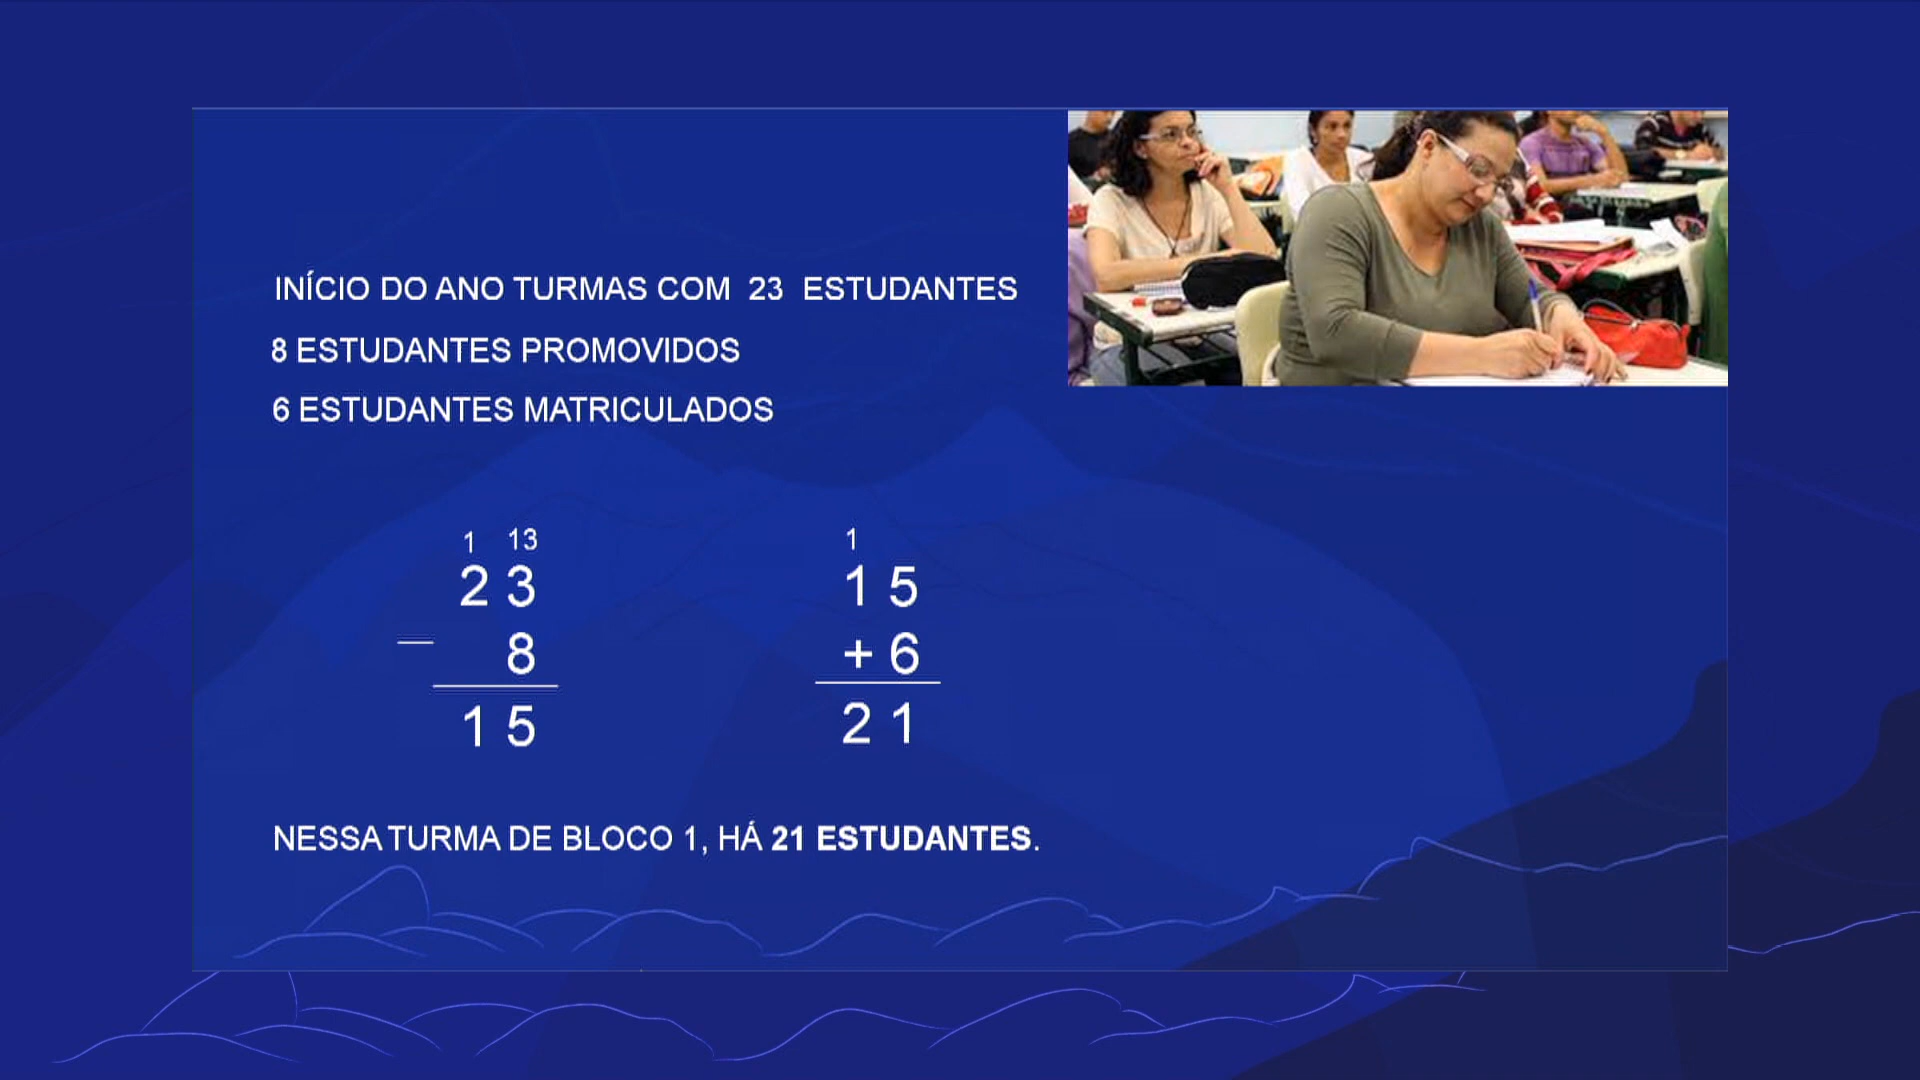 INÍCIO DO ANO TURMAS COM 23 ESTUDANTES
8 ESTUDANTES PROMOVIDOS
6 ESTUDANTES MATRICULADOS
1 13
2 3
— 8
1 5
1
1 5
+ 6
2 1
NESSA TURMA DE BLOCO 1, HÁ 21 ESTUDANTES.